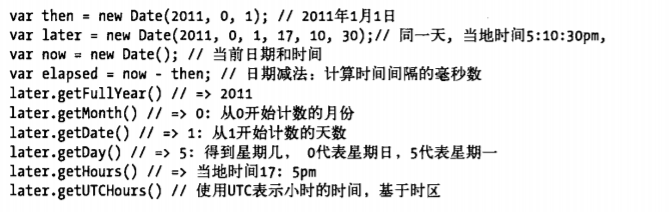 var then = new Date(2011, 0, 1); // 2011年1月1日
var later = new Date(2011, 0, 1, 17, 10, 30);// 同一天, 当地时间5:10:30pm,
var now = new Date(); // 当前日期和时间
var elapsed = now - then; // 日期减法：计算时间间隔的毫秒数
later.getFullYear() // => 2011
later.getMonth() // => 0: 从0开始计数的月份
later.getDate() // => 1: 从1开始计数的天数
later.getDay() // => 5: 得到星期几， 0代表星期日，5代表星期一
later.getHours() // => 当地时间17: 5pm
later.getUTCHours() // 使用UTC表示小时的时间，基于时区